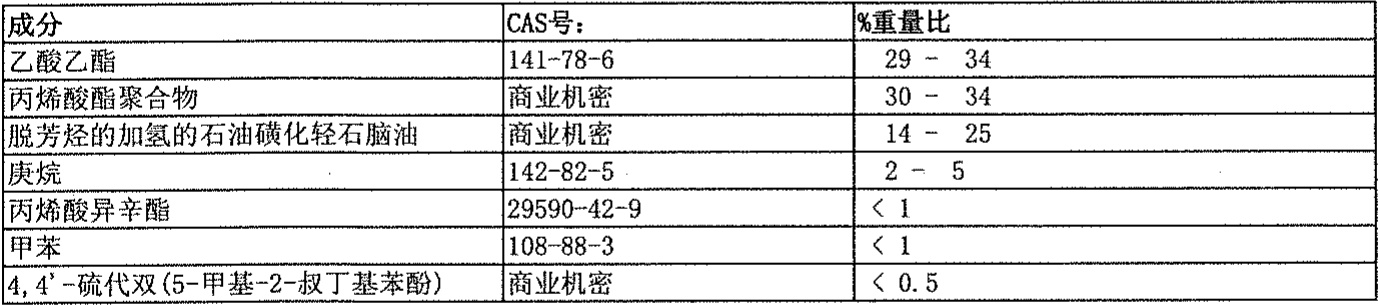 成分 CAS号: %重量比
乙酸乙酯 141-78-6 29 - 34
丙烯酸酯聚合物 商业机密 30 - 34
脱芳烃的加氢的石油磺化轻石脑油 商业机密 14 - 25
庚烷 142-82-5 2 - 5
丙烯酸异辛酯 29590-42-9 < 1
甲苯 108-88-3 < 1
4,4'-硫代双(5-甲基-2-叔丁基苯酚) 商业机密 < 0.5